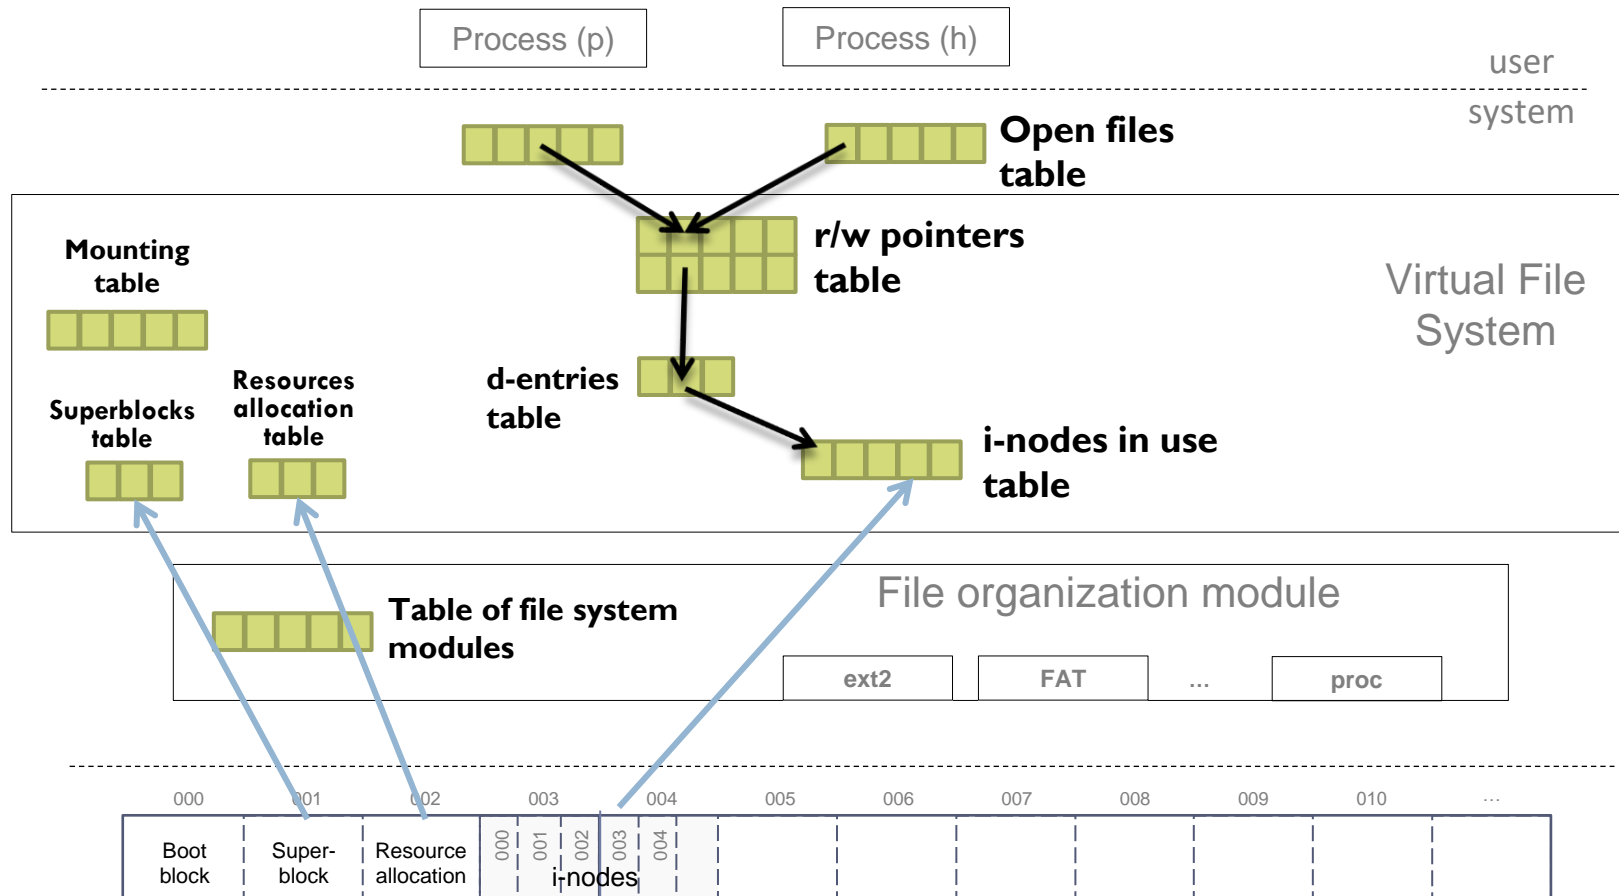 Process (p)
Process (h)
user
system
Open files
table
r/w pointers
table
Mounting
table
Virtual File
System
d-entries
table
Resources
allocation
table
Superblocks
table
i-nodes in use
table
File organization module
Table of file system
modules
ext2
FAT
...
proc
000 001 002 003 004 005 006 007 008 009 010 ...
000 001 002 003 004
Boot
block
Super-
block
Resource
allocation
i-nodes